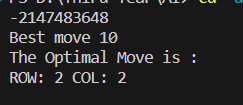 -2147483648
Best move 10
The Optimal Move is :
ROW: 2 COL: 2